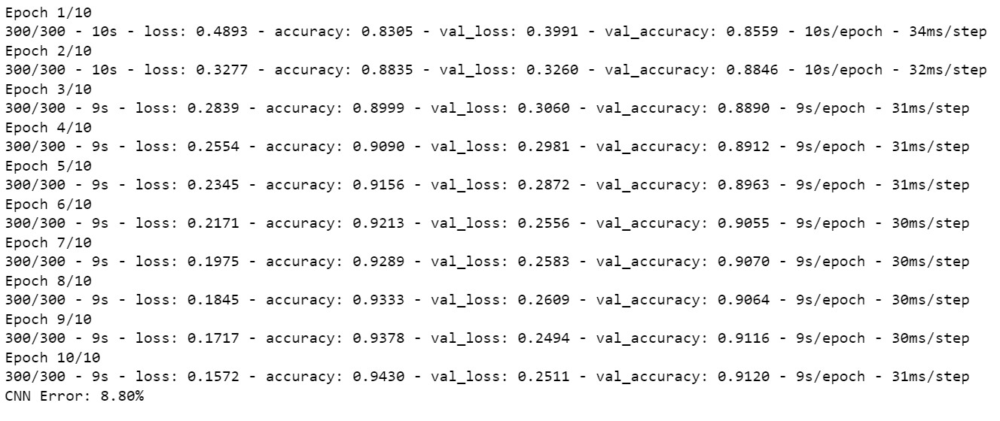 Epoch 1/10
300/300 - 10s - loss: 0.4893 - accuracy: 0.8305 - val_loss: 0.3991 - val_accuracy: 0.8559 - 10s/epoch - 34ms/step
Epoch 2/10
300/300 - 10s - loss: 0.3277 - accuracy: 0.8835 - val_loss: 0.3260 - val_accuracy: 0.8846 - 10s/epoch - 32ms/step
Epoch 3/10
300/300 - 9s - loss: 0.2839 - accuracy: 0.8999 - val_loss: 0.3060 - val_accuracy: 0.8890 - 9s/epoch - 31ms/step
Epoch 4/10
300/300 - 9s - loss: 0.2554 - accuracy: 0.9090 - val_loss: 0.2981 - val_accuracy: 0.8912 - 9s/epoch - 31ms/step
Epoch 5/10
300/300 - 9s - loss: 0.2345 - accuracy: 0.9156 - val_loss: 0.2872 - val_accuracy: 0.8963 - 9s/epoch - 31ms/step
Epoch 6/10
300/300 - 9s - loss: 0.2171 - accuracy: 0.9213 - val_loss: 0.2556 - val_accuracy: 0.9055 - 9s/epoch - 30ms/step
Epoch 7/10
300/300 - 9s - loss: 0.1975 - accuracy: 0.9289 - val_loss: 0.2583 - val_accuracy: 0.9070 - 9s/epoch - 30ms/step
Epoch 8/10
300/300 - 9s - loss: 0.1845 - accuracy: 0.9333 - val_loss: 0.2609 - val_accuracy: 0.9064 - 9s/epoch - 30ms/step
Epoch 9/10
300/300 - 9s - loss: 0.1717 - accuracy: 0.9378 - val_loss: 0.2494 - val_accuracy: 0.9116 - 9s/epoch - 30ms/step
Epoch 10/10
300/300 - 9s - loss: 0.1572 - accuracy: 0.9430 - val_loss: 0.2511 - val_accuracy: 0.9120 - 9s/epoch - 31ms/step
CNN Error: 8.80%